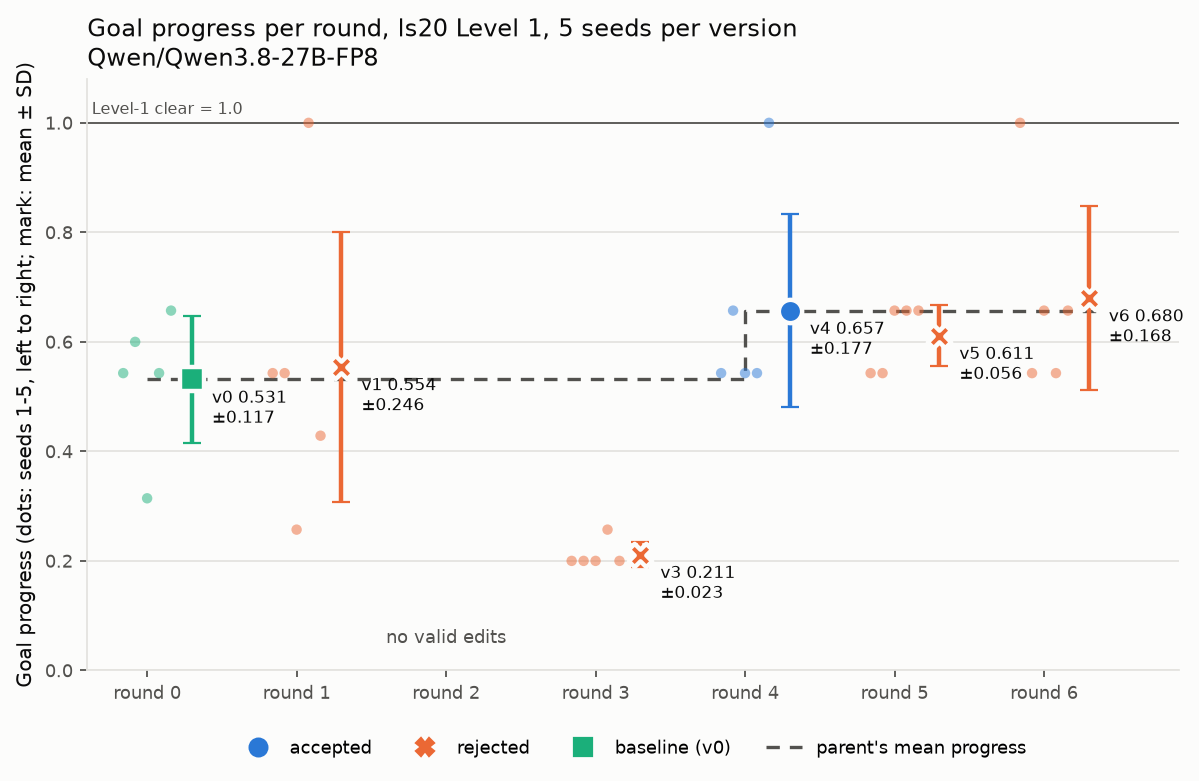 Goal progress per round, ls20 Level 1, 5 seeds per version
Qwen/Qwen3.8-27B-FP8
Goal progress (dots: seeds 1-5, left to right; mark: mean ± SD)
Level-1 clear = 1.0
1.0
0.8
0.6
0.4
0.2
0.0
v0 0.531
±0.117
v1 0.554
±0.246
no valid edits
v3 0.211
±0.023
v4 0.657
±0.177
v5 0.611
±0.056
v6 0.680
±0.168
round 0
round 1
round 2
round 3
round 4
round 5
round 6
accepted
rejected
baseline (v0)
parent's mean progress